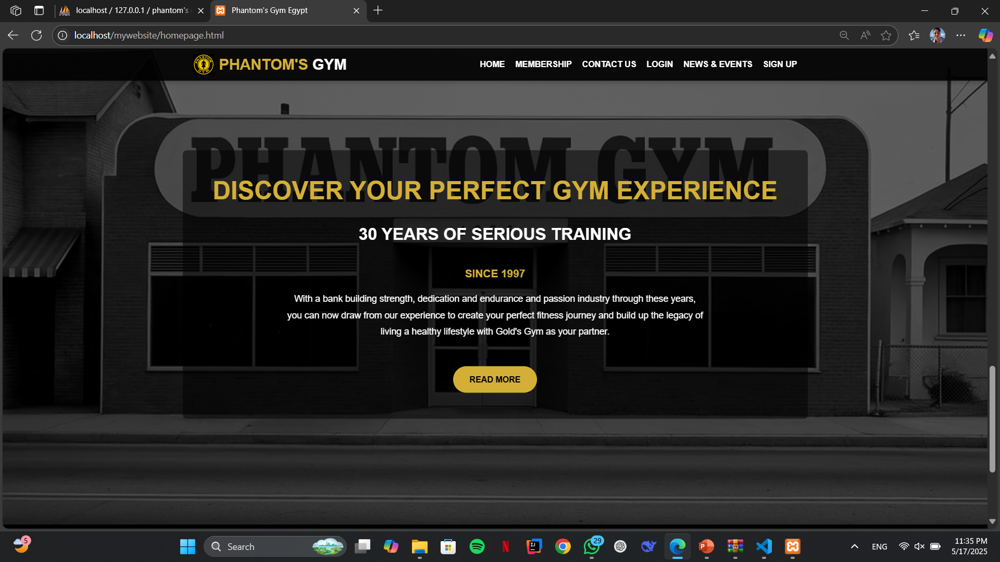 localhost / 127.0.0.1 / phantom's
Phantom's Gym Egypt
localhost/mywebsite/homepage.html
PHANTOM'S GYM
HOME
MEMBERSHIP
CONTACT US
LOGIN
NEWS & EVENTS
SIGN UP
PHANTOM GYM
DISCOVER YOUR PERFECT GYM EXPERIENCE
30 YEARS OF SERIOUS TRAINING
SINCE 1997
With a bank building strength, dedication and endurance and passion industry through these years,
you can now draw from our experience to create your perfect fitness journey and build up the legacy of
living a healthy lifestyle with Gold's Gym as your partner.
READ MORE
5
Search
29
ENG
11:35 PM
5/17/2025